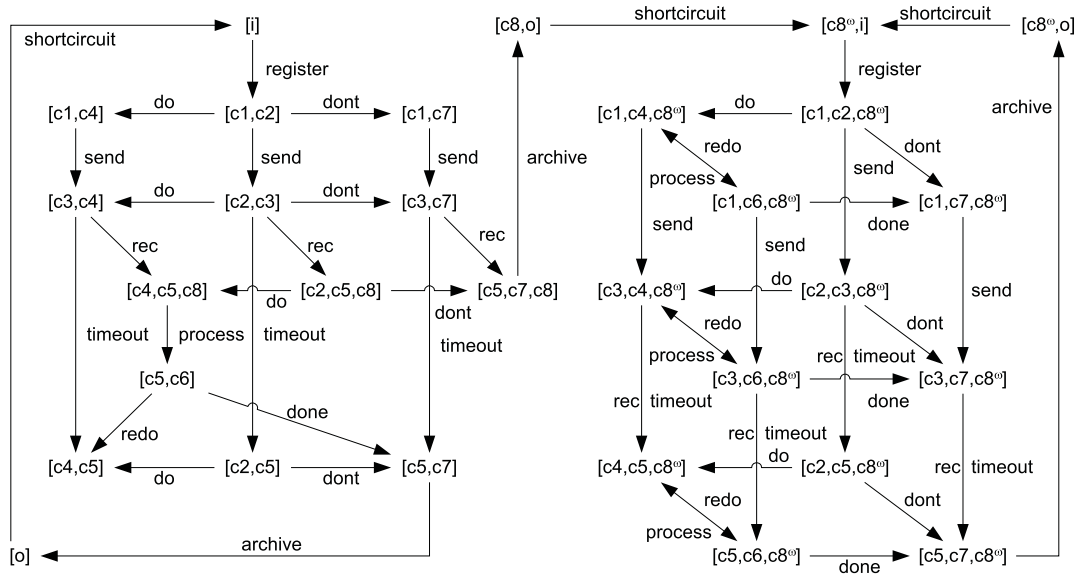 [i]
[c8,o]
shortcircuit
[c8ω,i]
shortcircuit
[c8ω,o]
shortcircuit
register
register
[c1,c4]
do
[c1,c2]
dont
[c1,c7]
[c1,c4,c8ω]
do
[c1,c2,c8ω]
archive
send
send
send
archive
redo
send
dont
process
[c3,c4]
do
[c2,c3]
dont
[c3,c7]
[c1,c6,c8ω]
done
[c1,c7,c8ω]
rec
rec
rec
send
send
[c4,c5,c8]
do
[c2,c5,c8]
dont
[c5,c7,c8]
[c3,c4,c8ω]
do
[c2,c3,c8ω]
send
timeout
process
timeout
timeout
redo
dont
process
rec timeout
[c5,c6]
[c3,c6,c8ω]
done
[c3,c7,c8ω]
redo
done
rec timeout
rec timeout
[c4,c5]
do
[c2,c5]
dont
[c5,c7]
[c4,c5,c8ω]
do
[c2,c5,c8ω]
rec timeout
redo
dont
process
[o]
archive
[c5,c6,c8ω]
done
[c5,c7,c8ω]